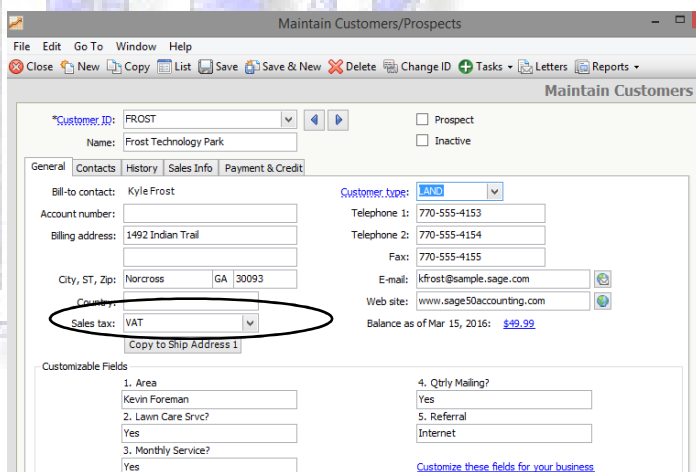 Maintain Customers/Prospects
File Edit Go To Window Help
Close New Copy List Save Save & New Delete Change ID Tasks Letters Reports
Maintain Customers
*Customer ID: FROST Prospect
Name: Frost Technology Park Inactive
General Contacts History Sales Info Payment & Credit
Bill-to contact: Kyle Frost Customer type: LAND
Account number: Telephone 1: 770-555-4153
Billing address: 1492 Indian Trail Telephone 2: 770-555-4154
Fax: 770-555-4155
City, ST, Zip: Norcross GA 30093 E-mail: kfrost@sample.sage.com
Country: Web site: www.sage50accounting.com
Sales tax: VAT Balance as of Mar 15, 2016: $49.99
Copy to Ship Address 1
Customizable Fields
1. Area 4. Qtrly Mailing?
Kevin Foreman Yes
2. Lawn Care Srvc? 5. Referral
Yes Internet
3. Monthly Service?
Yes Customize these fields for your business